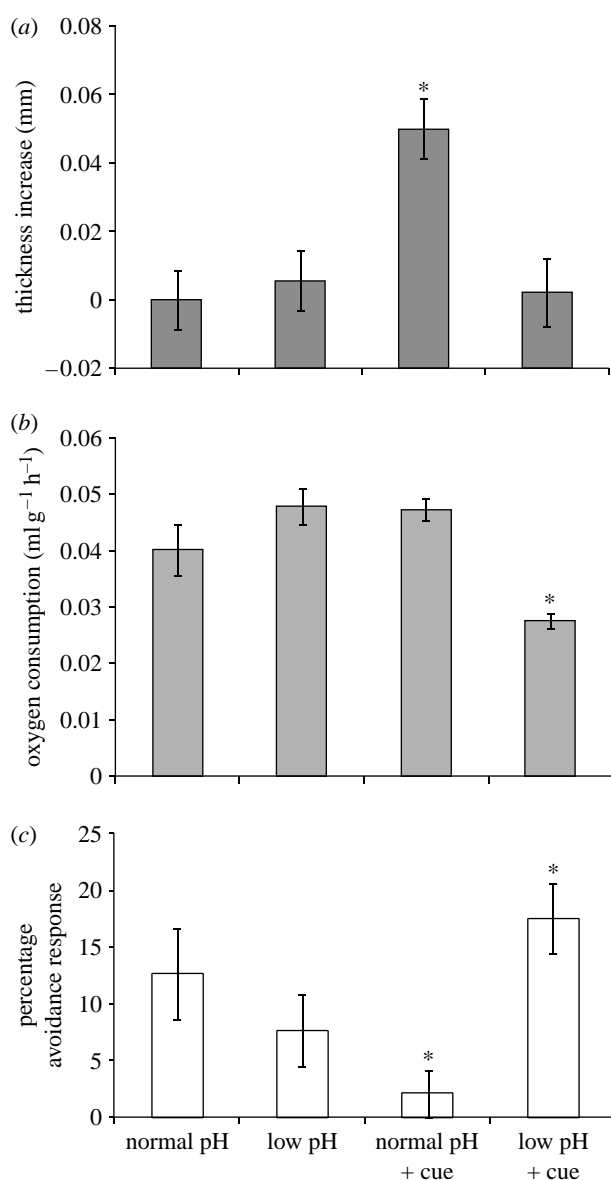 (a)
0.08
0.06
0.04
0.02
0
–0.02
thickness increase (mm)
*
(b)
0.06
0.05
0.04
0.03
0.02
0.01
0
oxygen consumption (ml g⁻¹ h⁻¹)
*
(c)
25
20
15
10
5
0
percentage
avoidance response
*
*
normal pH
low pH
normal pH
+ cue
low pH
+ cue